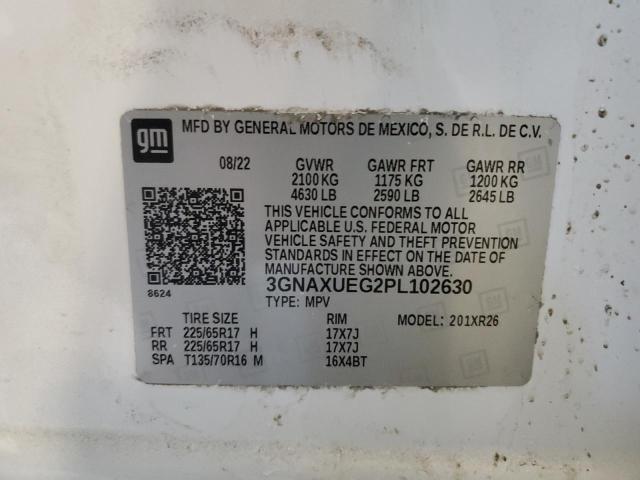 gm
MFD BY GENERAL MOTORS DE MEXICO, S. DE R.L. DE C.V.
08/22 GVWR GAWR FRT GAWR RR
2100 KG 1175 KG 1200 KG
4630 LB 2590 LB 2645 LB
THIS VEHICLE CONFORMS TO ALL
APPLICABLE U.S. FEDERAL MOTOR
VEHICLE SAFETY AND THEFT PREVENTION
STANDARDS IN EFFECT ON THE DATE OF
MANUFACTURE SHOWN ABOVE.
8624
3GNAXUEG2PL102630
TYPE: MPV
TIRE SIZE RIM MODEL: 201XR26
FRT 225/65R17 H 17X7J
RR 225/65R17 H 17X7J
SPA T135/70R16 M 16X4BT